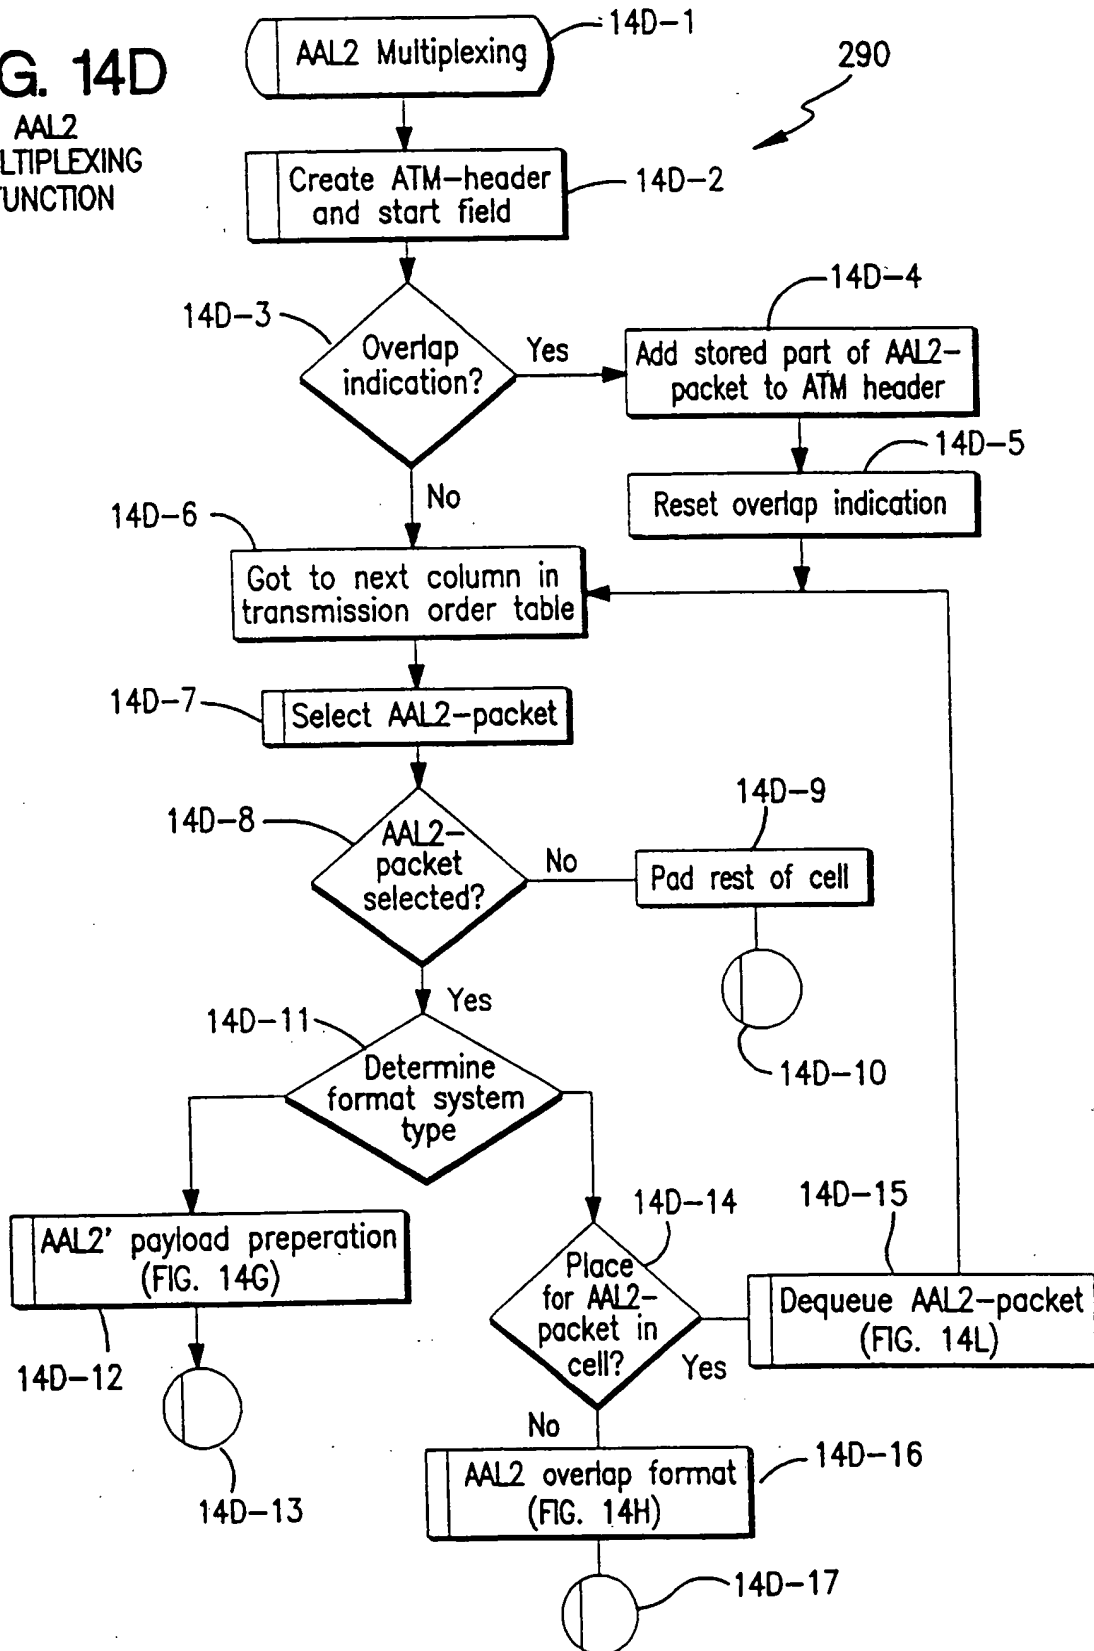 G. 14D
AAL2
LTIPLEXING
UNCTION
14D-1
AAL2 Multiplexing
290
Create ATM-header
and start field
14D-2
14D-3
Overlap
indication?
Yes
14D-4
Add stored part of AAL2-
packet to ATM header
14D-5
Reset overlap indication
No
14D-6
Got to next column in
transmission order table
14D-7
Select AAL2-packet
14D-8
AAL2-
packet
selected?
No
14D-9
Pad rest of cell
14D-10
Yes
14D-11
Determine
format system
type
AAL2' payload preperation
(FIG. 14G)
14D-12
14D-13
14D-14
Place
for AAL2-
packet in
cell?
Yes
14D-15
Dequeue AAL2-packet
(FIG. 14L)
No
AAL2 overlap format
(FIG. 14H)
14D-16
14D-17